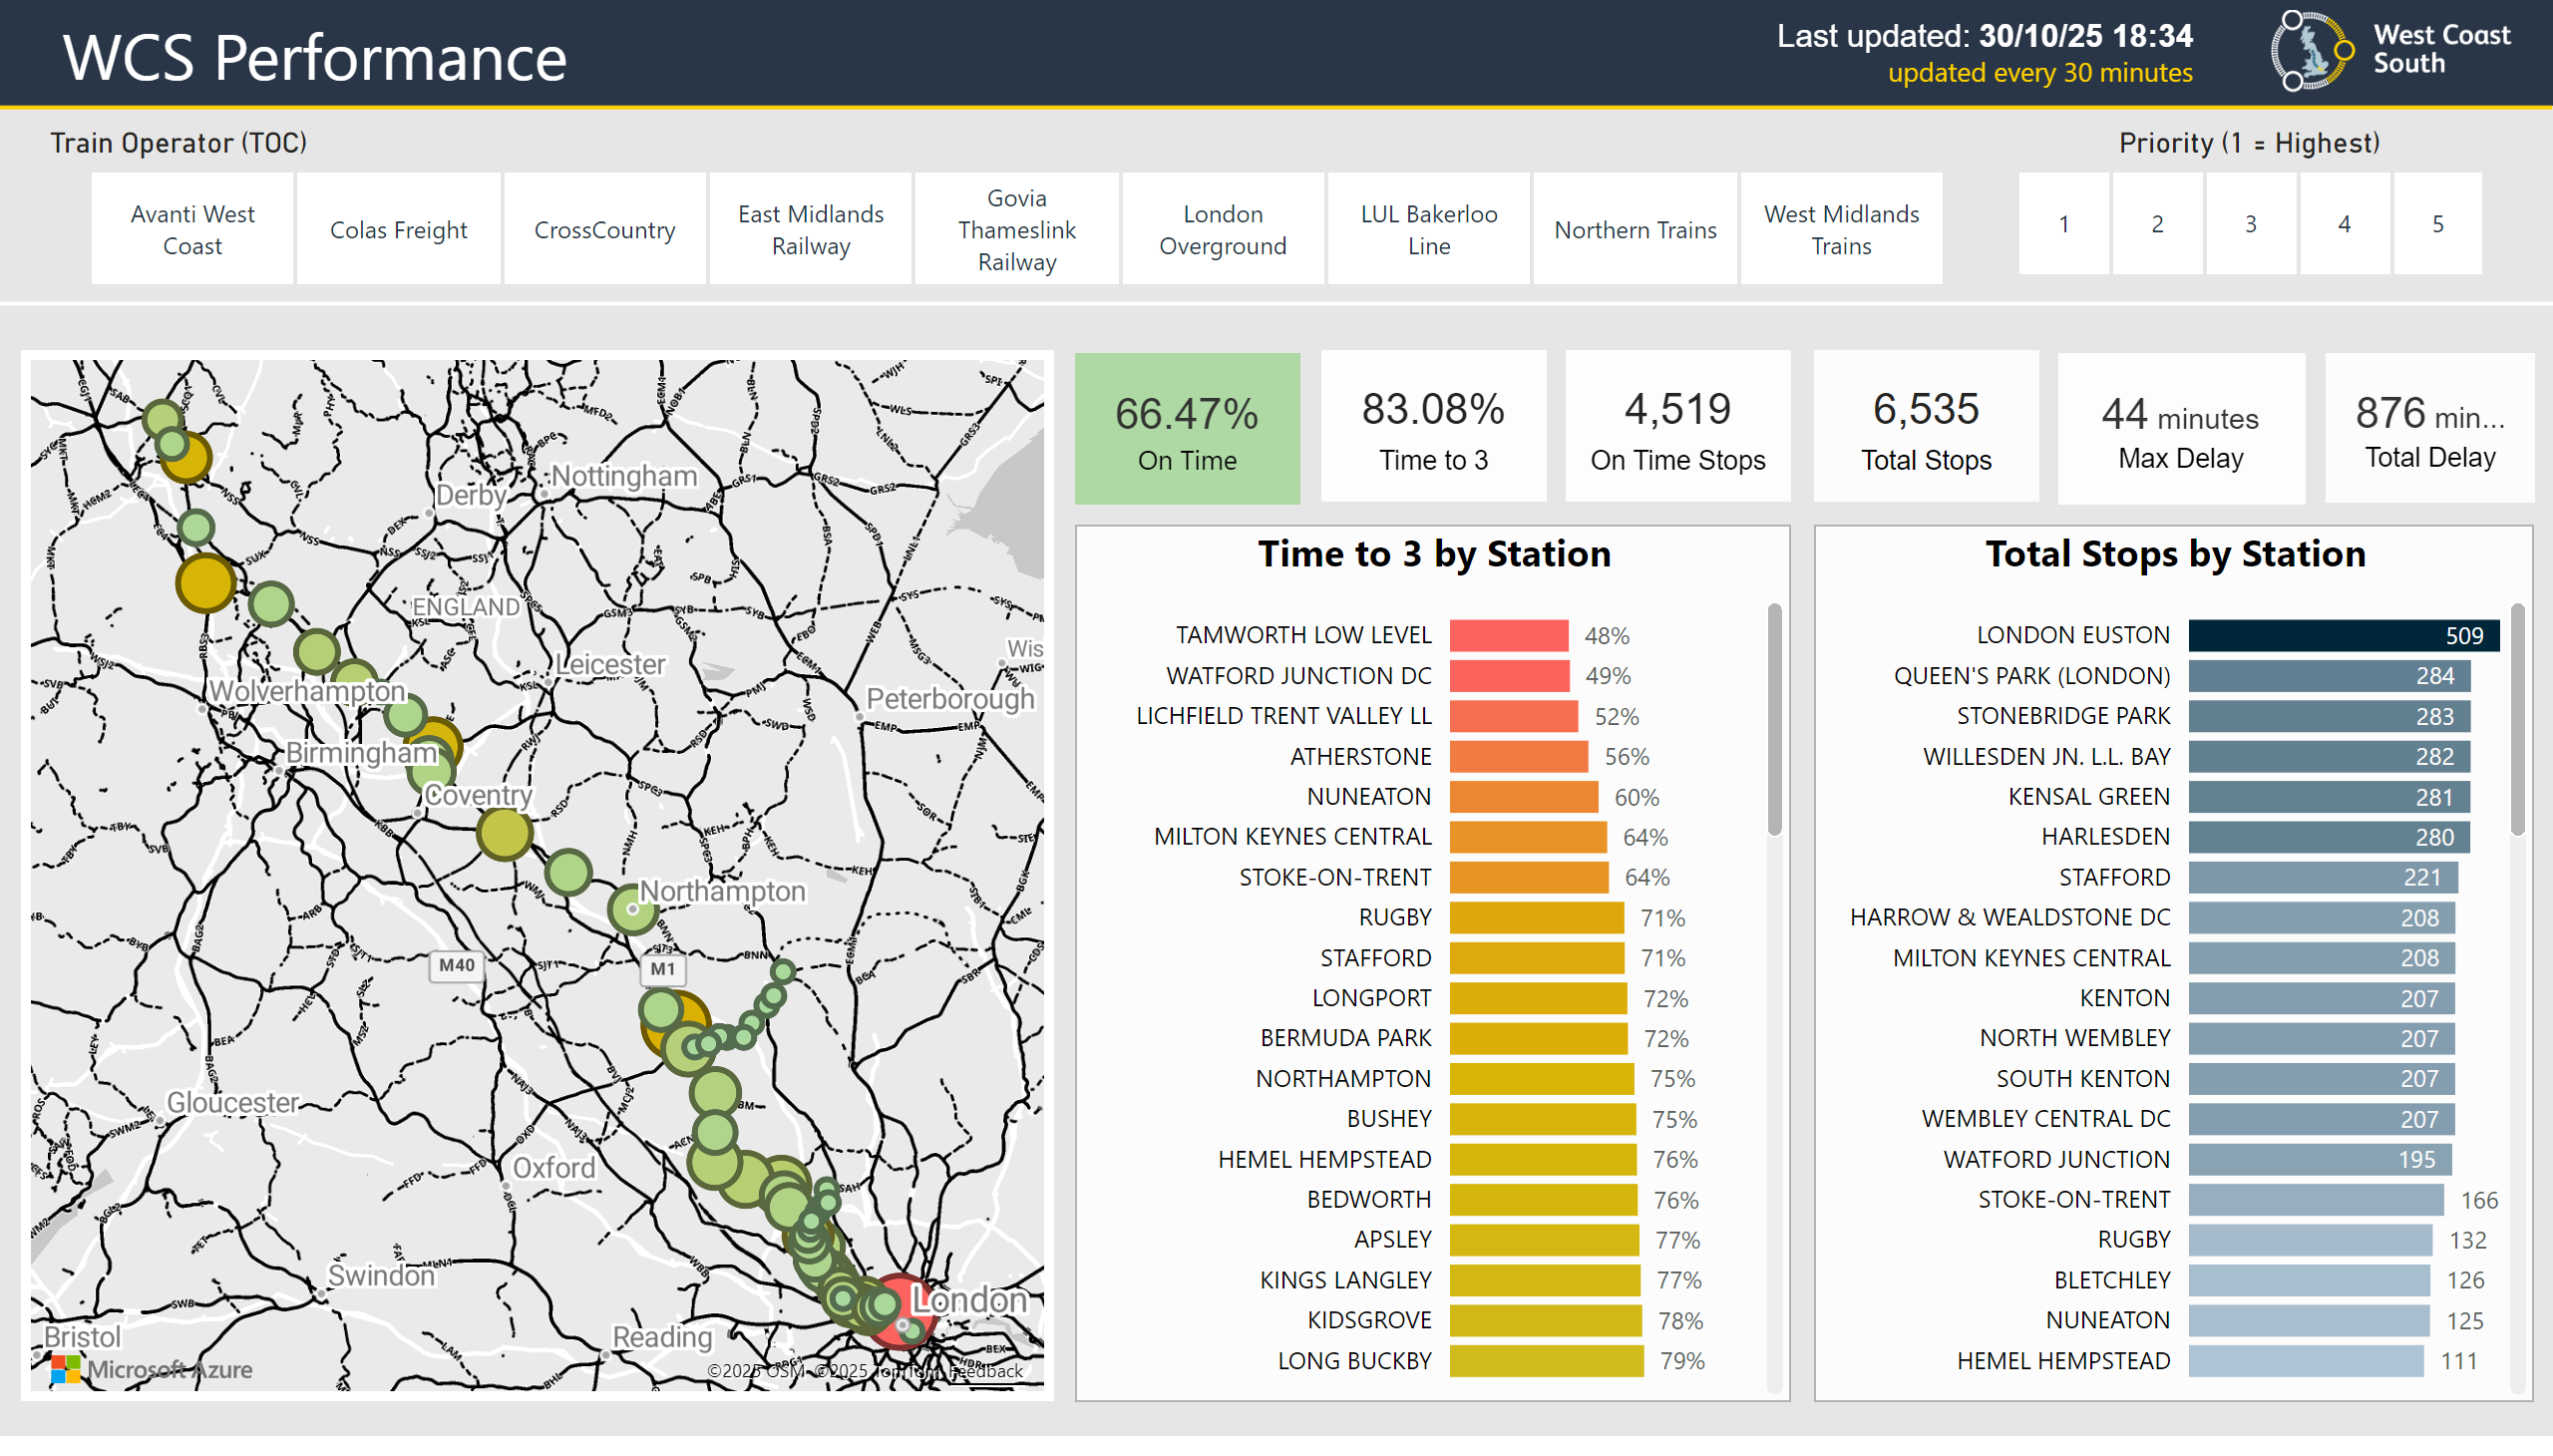 WCS Performance
Last updated: 30/10/25 18:34
updated every 30 minutes
West Coast
South
Train Operator (TOC)
Priority (1 = Highest)
Avanti West
Coast
Colas Freight
CrossCountry
East Midlands
Railway
Govia
Thameslink
Railway
London
Overground
LUL Bakerloo
Line
Northern Trains
West Midlands
Trains
1
2
3
4
5
66.47%
On Time
83.08%
Time to 3
4,519
On Time Stops
6,535
Total Stops
44 minutes
Max Delay
876 min...
Total Delay
Nottingham
Derby
ENGLAND
Leicester
Wis
Wolverhampton
Peterborough
Birmingham
Coventry
Northampton
M40
M1
Gloucester
Oxford
Swindon
London
Bristol
Reading
Microsoft Azure
©2025 OSM ©2025 TomTom Feedback
Time to 3 by Station
TAMWORTH LOW LEVEL 48%
WATFORD JUNCTION DC 49%
LICHFIELD TRENT VALLEY LL 52%
ATHERSTONE 56%
NUNEATON 60%
MILTON KEYNES CENTRAL 64%
STOKE-ON-TRENT 64%
RUGBY 71%
STAFFORD 71%
LONGPORT 72%
BERMUDA PARK 72%
NORTHAMPTON 75%
BUSHEY 75%
HEMEL HEMPSTEAD 76%
BEDWORTH 76%
APSLEY 77%
KINGS LANGLEY 77%
KIDSGROVE 78%
LONG BUCKBY 79%
Total Stops by Station
LONDON EUSTON 509
QUEEN'S PARK (LONDON) 284
STONEBRIDGE PARK 283
WILLESDEN JN. L.L. BAY 282
KENSAL GREEN 281
HARLESDEN 280
STAFFORD 221
HARROW & WEALDSTONE DC 208
MILTON KEYNES CENTRAL 208
KENTON 207
NORTH WEMBLEY 207
SOUTH KENTON 207
WEMBLEY CENTRAL DC 207
WATFORD JUNCTION 195
STOKE-ON-TRENT 166
RUGBY 132
BLETCHLEY 126
NUNEATON 125
HEMEL HEMPSTEAD 111